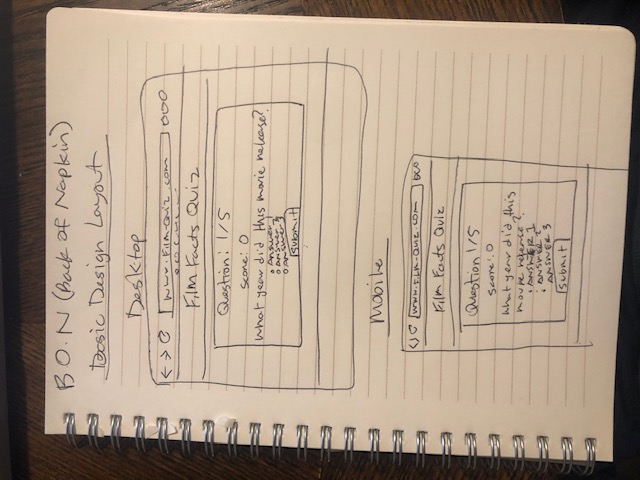 B.O.N (Back of Napkin)
Basic Design Layout
Desktop
www.Film-Quiz.com
Film Facts Quiz
Question: 1/5
Score: 0
What year did this movie release?
Answer 1
Answer 2
Answer 3
Submit
Mobile
www.Film-Quiz.com
Film Facts Quiz
Question 1/5
Score: 0
What year did this
movie release?
ANSWER 1
ANSWER 2
ANSWER 3
Submit